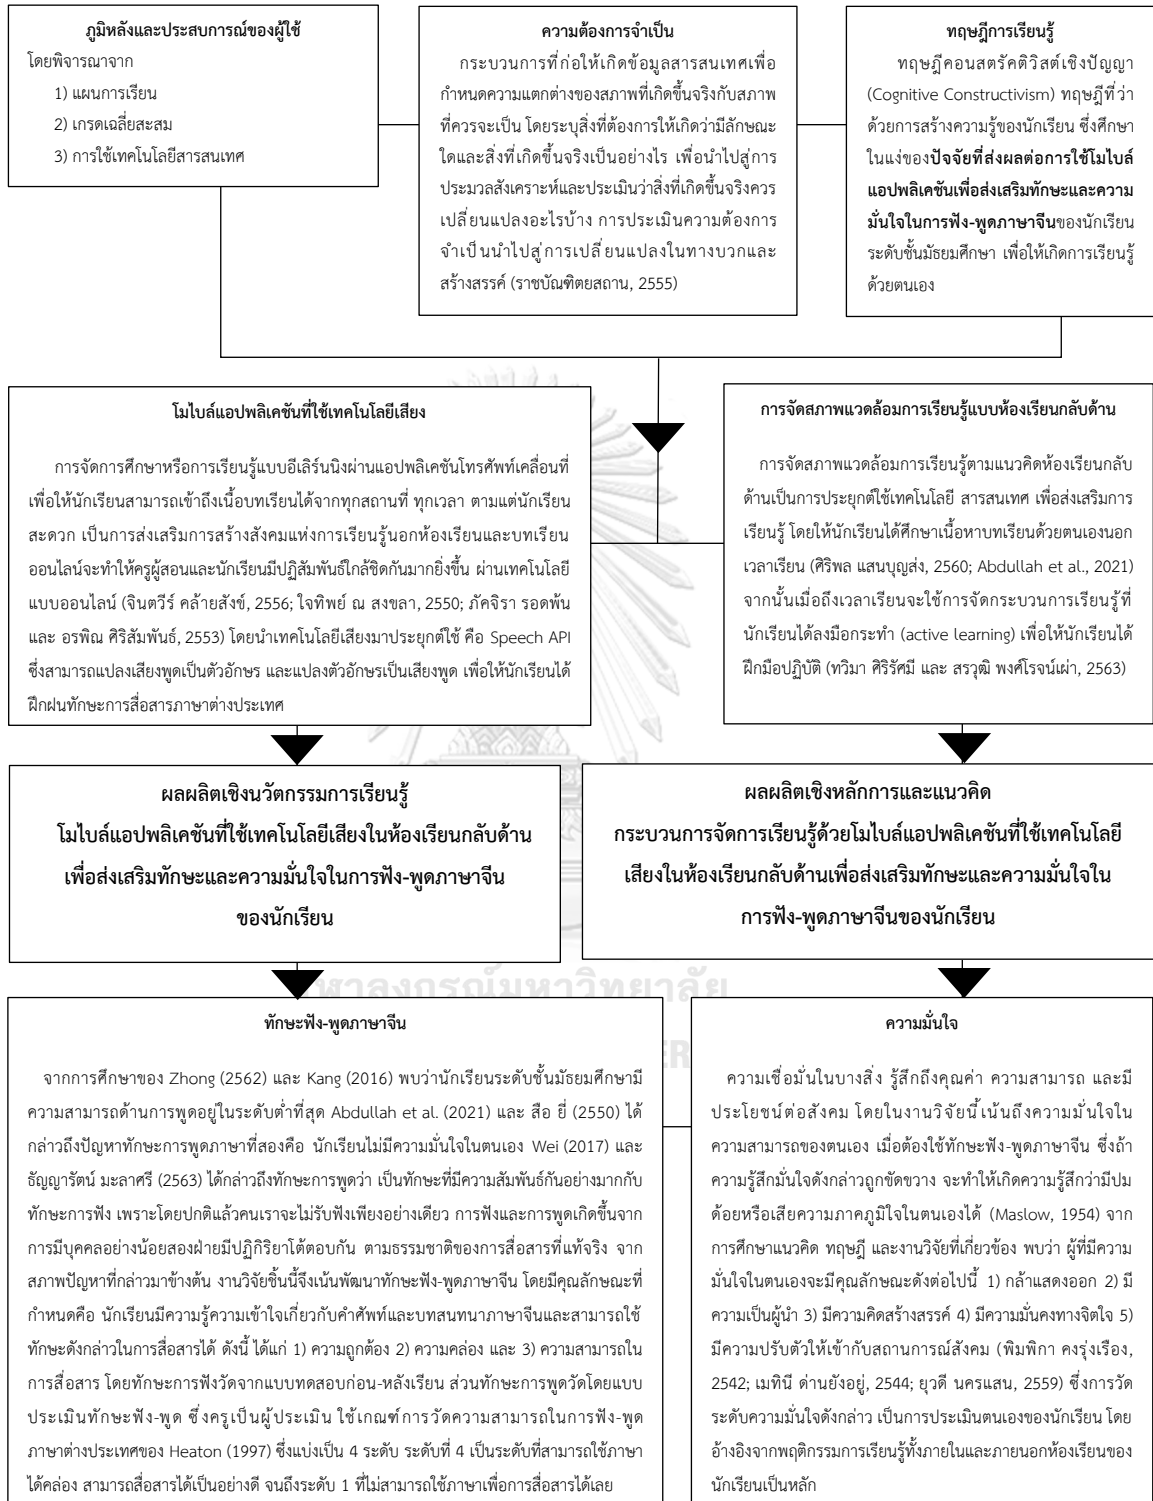 ภูมิหลังและประสบการณ์ของผู้ใช้
โดยพิจารณาจาก
1) แผนการเรียน
2) เกรดเฉลี่ยสะสม
3) การใช้เทคโนโลยีสารสนเทศ
ความต้องการจำเป็น
กระบวนการที่ก่อให้เกิดข้อมูลสารสนเทศเพื่อ
กำหนดความแตกต่างของสภาพที่เกิดขึ้นจริงกับสภาพ
ที่ควรจะเป็น โดยระบุสิ่งที่ต้องการให้เกิดว่ามีลักษณะ
ใดและสิ่งที่เกิดขึ้นจริงเป็นอย่างไร เพื่อนำไปสู่การ
ประมวลสังเคราะห์และประเมินว่าสิ่งที่เกิดขึ้นจริงควร
เปลี่ยนแปลงอะไรบ้าง การประเมินความต้องการ
จำเป็นนำไปสู่การเปลี่ยนแปลงในทางบวกและ
สร้างสรรค์ (ราชบัณฑิตยสถาน, 2555)
ทฤษฎีการเรียนรู้
ทฤษฎีคอนสตรัคติวิสต์เชิงปัญญา
(Cognitive Constructivism) ทฤษฎีที่ว่า
ด้วยการสร้างความรู้ของนักเรียน ซึ่งศึกษา
ในแง่ของปัจจัยที่ส่งผลต่อการใช้โมไบล์
แอปพลิเคชันเพื่อส่งเสริมทักษะและความ
มั่นใจในการฟัง-พูดภาษาจีนของนักเรียน
ระดับชั้นมัธยมศึกษา เพื่อให้เกิดการเรียนรู้
ด้วยตนเอง
โมไบล์แอปพลิเคชันที่ใช้เทคโนโลยีเสียง
การจัดการศึกษาหรือการเรียนรู้แบบอีเลิร์นนิงผ่านแอปพลิเคชันโทรศัพท์เคลื่อนที่
เพื่อให้นักเรียนสามารถเข้าถึงเนื้อบทเรียนได้จากทุกสถานที่ ทุกเวลา ตามแต่นักเรียน
สะดวก เป็นการส่งเสริมการสร้างสังคมแห่งการเรียนรู้นอกห้องเรียนและบทเรียน
ออนไลน์จะทำให้ครูผู้สอนและนักเรียนมีปฏิสัมพันธ์ใกล้ชิดกันมากยิ่งขึ้น ผ่านเทคโนโลยี
แบบออนไลน์ (จินตวีร์ คล้ายสังข์, 2556; ใจทิพย์ ณ สงขลา, 2550; ภัคจิรา รอดพ้น
และ อรพิณ ศิริสัมพันธ์, 2553) โดยนำเทคโนโลยีเสียงมาประยุกต์ใช้ คือ Speech API
ซึ่งสามารถแปลงเสียงพูดเป็นตัวอักษร และแปลงตัวอักษรเป็นเสียงพูด เพื่อให้นักเรียนได้
ฝึกฝนทักษะการสื่อสารภาษาต่างประเทศ
การจัดสภาพแวดล้อมการเรียนรู้แบบห้องเรียนกลับด้าน
การจัดสภาพแวดล้อมการเรียนรู้ตามแนวคิดห้องเรียนกลับ
ด้านเป็นการประยุกต์ใช้เทคโนโลยี สารสนเทศ เพื่อส่งเสริมการ
เรียนรู้ โดยให้นักเรียนได้ศึกษาเนื้อหาบทเรียนด้วยตนเองนอก
เวลาเรียน (ศิริพล แสนบุญส่ง, 2560; Abdullah et al., 2021)
จากนั้นเมื่อถึงเวลาเรียนจะใช้การจัดกระบวนการเรียนรู้ที่
นักเรียนได้ลงมือกระทำ (active learning) เพื่อให้นักเรียนได้
ฝึกมือปฏิบัติ (ทวิมา ศิริรัศมี และ สรวุฒิ พงศ์โรจน์เผ่า, 2563)
ผลผลิตเชิงนวัตกรรมการเรียนรู้
โมไบล์แอปพลิเคชันที่ใช้เทคโนโลยีเสียงในห้องเรียนกลับด้าน
เพื่อส่งเสริมทักษะและความมั่นใจในการฟัง-พูดภาษาจีน
ของนักเรียน
ผลผลิตเชิงหลักการและแนวคิด
กระบวนการจัดการเรียนรู้ด้วยโมไบล์แอปพลิเคชันที่ใช้เทคโนโลยี
เสียงในห้องเรียนกลับด้านเพื่อส่งเสริมทักษะและความมั่นใจใน
การฟัง-พูดภาษาจีนของนักเรียน
จุฬาลงกรณ์มหาวิทยาลัย
ทักษะฟัง-พูดภาษาจีน
จากการศึกษาของ Zhong (2562) และ Kang (2016) พบว่านักเรียนระดับชั้นมัธยมศึกษามี
ความสามารถด้านการพูดอยู่ในระดับต่ำที่สุด Abdullah et al. (2021) และ สือ ยี่ (2550) ได้
กล่าวถึงปัญหาทักษะการพูดภาษาที่สองคือ นักเรียนไม่มีความมั่นใจในตนเอง Wei (2017) และ
ธัญญารัตน์ มะลาศรี (2563) ได้กล่าวถึงทักษะการพูดว่า เป็นทักษะที่มีความสัมพันธ์กันอย่างมากกับ
ทักษะการฟัง เพราะโดยปกติแล้วคนเราจะไม่รับฟังเพียงอย่างเดียว การฟังและการพูดเกิดขึ้นจาก
การมีบุคคลอย่างน้อยสองฝ่ายมีปฏิกิริยาโต้ตอบกัน ตามธรรมชาติของการสื่อสารที่แท้จริง จาก
สภาพปัญหาที่กล่าวมาข้างต้น งานวิจัยชิ้นนี้จึงเน้นพัฒนาทักษะฟัง-พูดภาษาจีน โดยมีคุณลักษณะที่
กำหนดคือ นักเรียนมีความรู้ความเข้าใจเกี่ยวกับคำศัพท์และบทสนทนาภาษาจีนและสามารถใช้
ทักษะดังกล่าวในการสื่อสารได้ ดังนี้ ได้แก่ 1) ความถูกต้อง 2) ความคล่อง และ 3) ความสามารถใน
การสื่อสาร โดยทักษะการฟังวัดจากแบบทดสอบก่อน-หลังเรียน ส่วนทักษะการพูดวัดโดยแบบ
ประเมินทักษะฟัง-พูด ซึ่งครูเป็นผู้ประเมิน ใช้เกณฑ์การวัดความสามารถในการฟัง-พูด
ภาษาต่างประเทศของ Heaton (1997) ซึ่งแบ่งเป็น 4 ระดับ ระดับที่ 4 เป็นระดับที่สามารถใช้ภาษา
ได้คล่อง สามารถสื่อสารได้เป็นอย่างดี จนถึงระดับ 1 ที่ไม่สามารถใช้ภาษาเพื่อการสื่อสารได้เลย
ความมั่นใจ
ความเชื่อมั่นในบางสิ่ง รู้สึกถึงคุณค่า ความสามารถ และมี
ประโยชน์ต่อสังคม โดยในงานวิจัยนี้เน้นถึงความมั่นใจใน
ความสามารถของตนเอง เมื่อต้องใช้ทักษะฟัง-พูดภาษาจีน ซึ่งถ้า
ความรู้สึกมั่นใจดังกล่าวถูกขัดขวาง จะทำให้เกิดความรู้สึกว่ามีปม
ด้อยหรือเสียความภาคภูมิใจในตนเองได้ (Maslow, 1954) จาก
การศึกษาแนวคิด ทฤษฎี และงานวิจัยที่เกี่ยวข้อง พบว่า ผู้ที่มีความ
มั่นใจในตนเองจะมีคุณลักษณะดังต่อไปนี้ 1) กล้าแสดงออก 2) มี
ความเป็นผู้นำ 3) มีความคิดสร้างสรรค์ 4) มีความมั่นคงทางจิตใจ 5)
มีความปรับตัวให้เข้ากับสถานการณ์สังคม (พิมพิกา คงรุ่งเรือง,
2542; เมทินี ด่านยังอยู่, 2544; ยุวดี นครแสน, 2559) ซึ่งการวัด
ระดับความมั่นใจดังกล่าว เป็นการประเมินตนเองของนักเรียน โดย
อ้างอิงจากพฤติกรรมการเรียนรู้ทั้งภายในและภายนอกห้องเรียนของ
นักเรียนเป็นหลัก